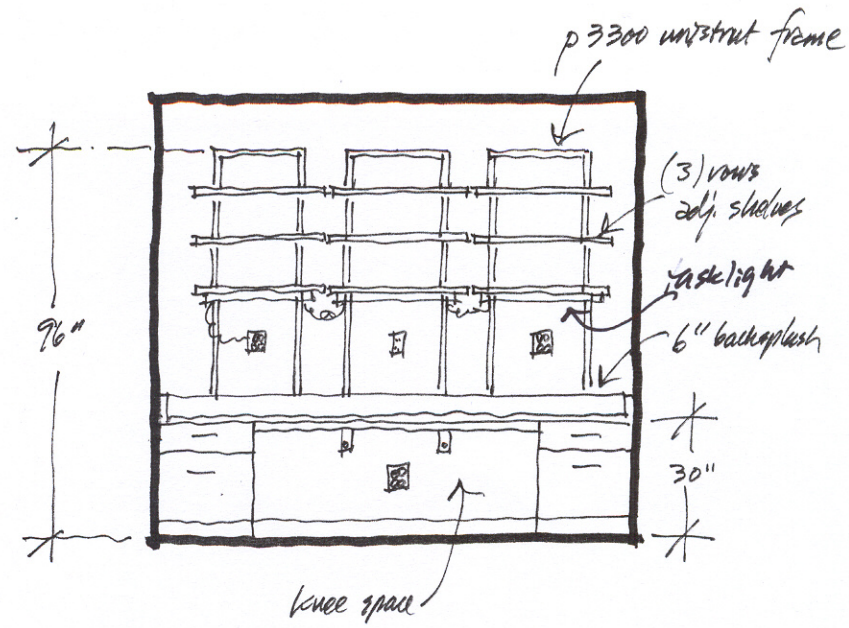 p3300 unistrut frame
(3) rows
adj. shelves
tasklight
96"
6" backsplash
30"
knee space